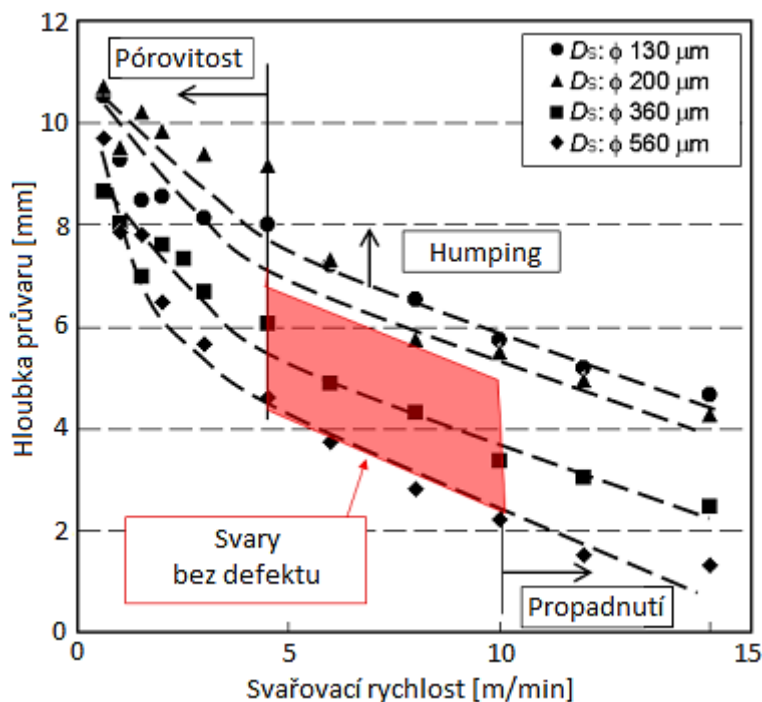 12
10
8
6
4
2
0
Hloubka průvaru [mm]
Pórovitost
Ds: ϕ 130 μm
Ds: ϕ 200 μm
Ds: ϕ 360 μm
Ds: ϕ 560 μm
Humping
Svary
bez defektu
Propadnutí
0
5
10
15
Svařovací rychlost [m/min]